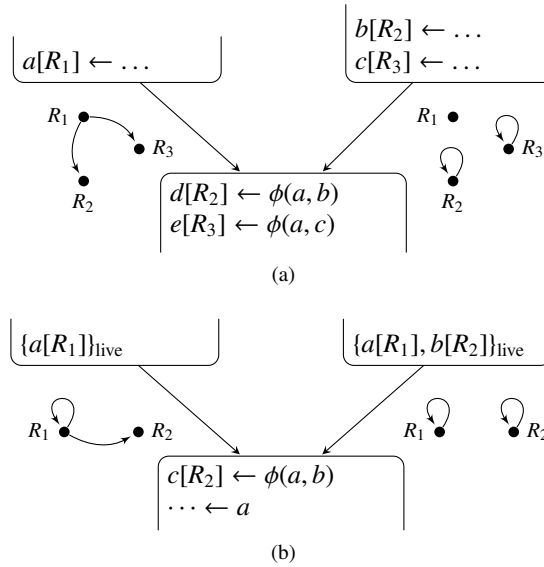 a[R₁] ← …
b[R₂] ← …
c[R₃] ← …
R₁
R₃
R₂
R₁
R₃
R₂
d[R₂] ← ϕ(a, b)
e[R₃] ← ϕ(a, c)
(a)
{a[R₁]}live
{a[R₁], b[R₂]}live
R₁
R₂
R₁
R₂
c[R₂] ← ϕ(a, b)
⋯ ← a
(b)